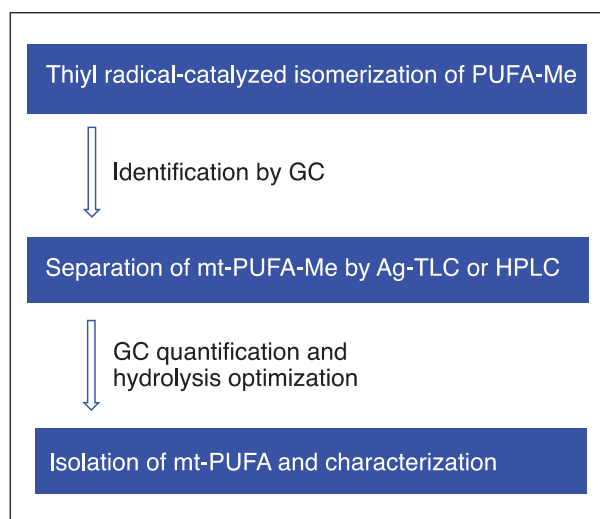 Thiyl radical-catalyzed isomerization of PUFA-Me
Identification by GC
Separation of mt-PUFA-Me by Ag-TLC or HPLC
GC quantification and
hydrolysis optimization
Isolation of mt-PUFA and characterization